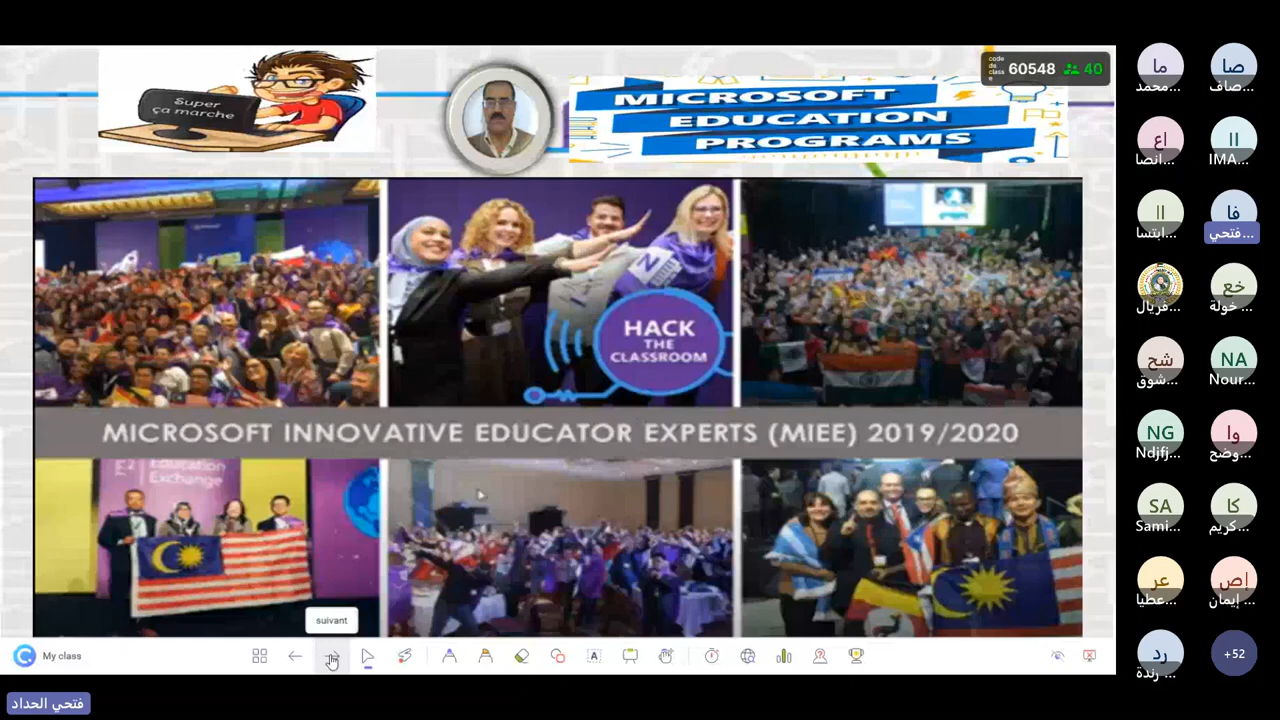 Super
ça marche
MICROSOFT
EDUCATION
PROGRAMS
code
de
class
e
60548
40
HACK
THE
CLASSROOM
MICROSOFT INNOVATIVE EDUCATOR EXPERTS (MIEE) 2019/2020
E²
Education
Exchange
suivant
My class
A
فتحي الحداد
ما
محمد...
صا
صاف...
اع
انصا...
II
IMA...
اا
ابتسا...
فا
فتحي...
فريال...
خع
خولة ...
شح
شوق...
NA
Nour...
NG
Ndjfj...
وا
وضح...
SA
Sami...
كا
كريم...
عر
عطيا...
إص
إيمان ...
رد
رندة ...
+52